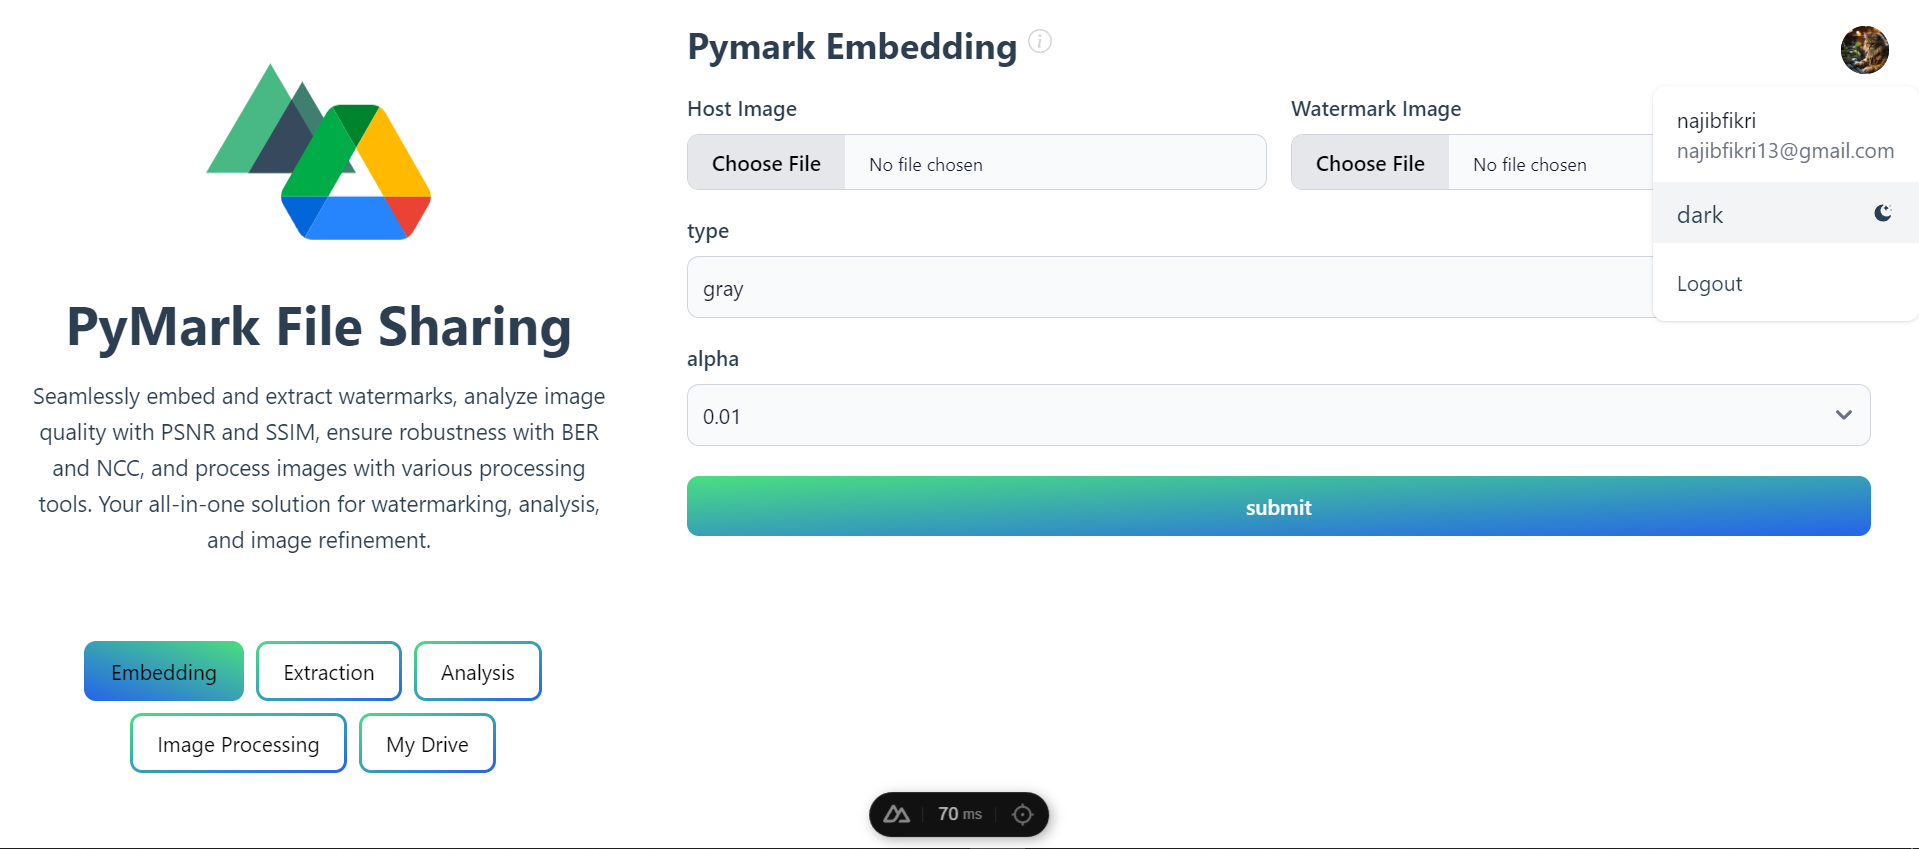 PyMark File Sharing
Seamlessly embed and extract watermarks, analyze image
quality with PSNR and SSIM, ensure robustness with BER
and NCC, and process images with various processing
tools. Your all-in-one solution for watermarking, analysis,
and image refinement.
Embedding
Extraction
Analysis
Image Processing
My Drive
Pymark Embedding i
Host Image
Choose File No file chosen
Watermark Image
Choose File No file chosen
type
gray
alpha
0.01
submit
najibfikri
najibfikri13@gmail.com
dark
Logout
70 ms